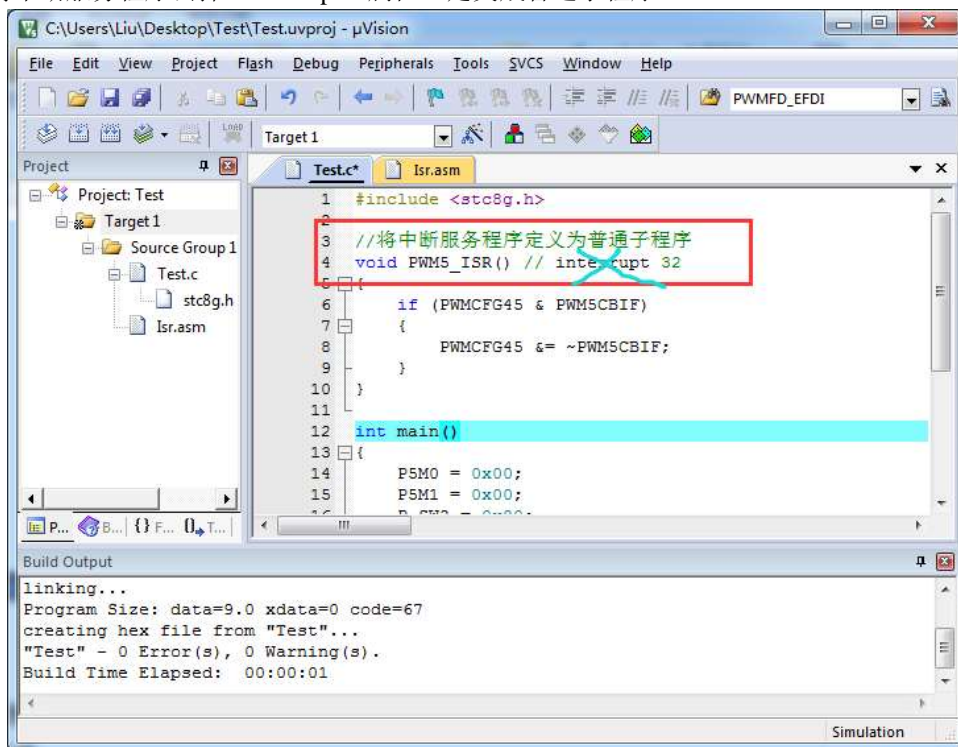 C:\Users\Liu\Desktop\Test\Test.uvproj - µVision
File Edit View Project Flash Debug Peripherals Tools SVCS Window Help
PWMFD_EFDI
LOAD Target 1
Project
Test.c* Isr.asm
Project: Test
Target 1
Source Group 1
Test.c
stc8g.h
Isr.asm
1 #include <stc8g.h>
2
3 //将中断服务程序定义为普通子程序
4 void PWM5_ISR() // interrupt 32
5 {
6 if (PWMCFG45 & PWM5CBIF)
7 {
8 PWMCFG45 &= ~PWM5CBIF;
9 }
10 }
11
12 int main()
13 {
14 P5M0 = 0x00;
15 P5M1 = 0x00;
P... B... {} F... 0 T...
Build Output
linking...
Program Size: data=9.0 xdata=0 code=67
creating hex file from "Test"...
"Test" - 0 Error(s), 0 Warning(s).
Build Time Elapsed: 00:00:01
Simulation